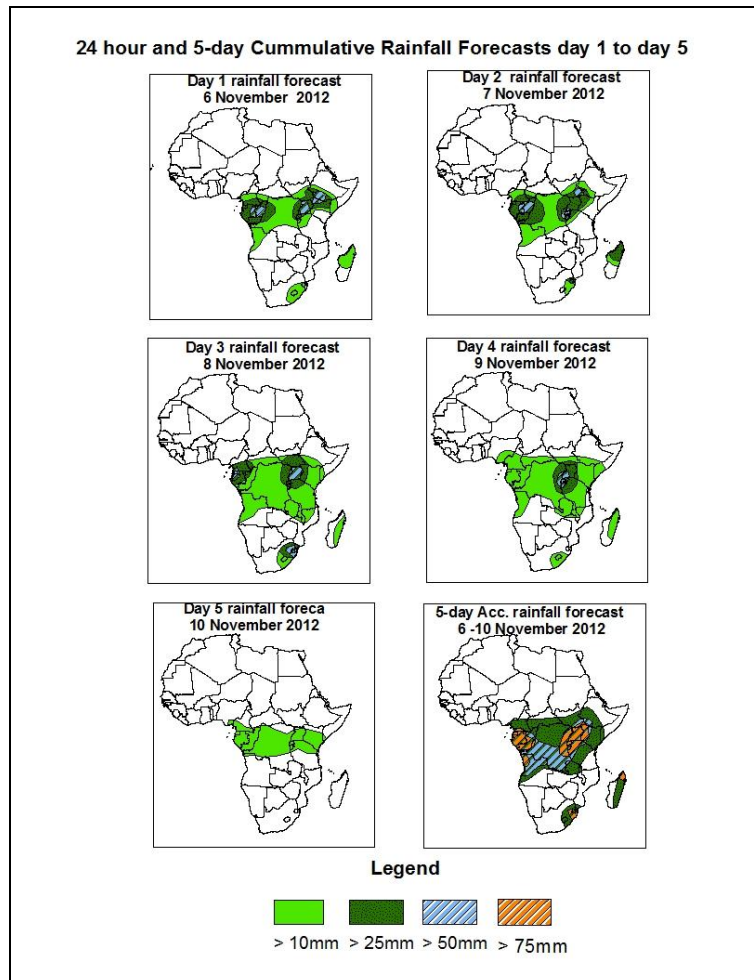 24 hour and 5-day Cummulative Rainfall Forecasts day 1 to day 5
Day 1 rainfall forecast
6 November 2012
Day 2 rainfall forecast
7 November 2012
Day 3 rainfall forecast
8 November 2012
Day 4 rainfall forecast
9 November 2012
Day 5 rainfall foreca
10 November 2012
5-day Acc. rainfall forecast
6 -10 November 2012
Legend
> 10mm > 25mm > 50mm > 75mm